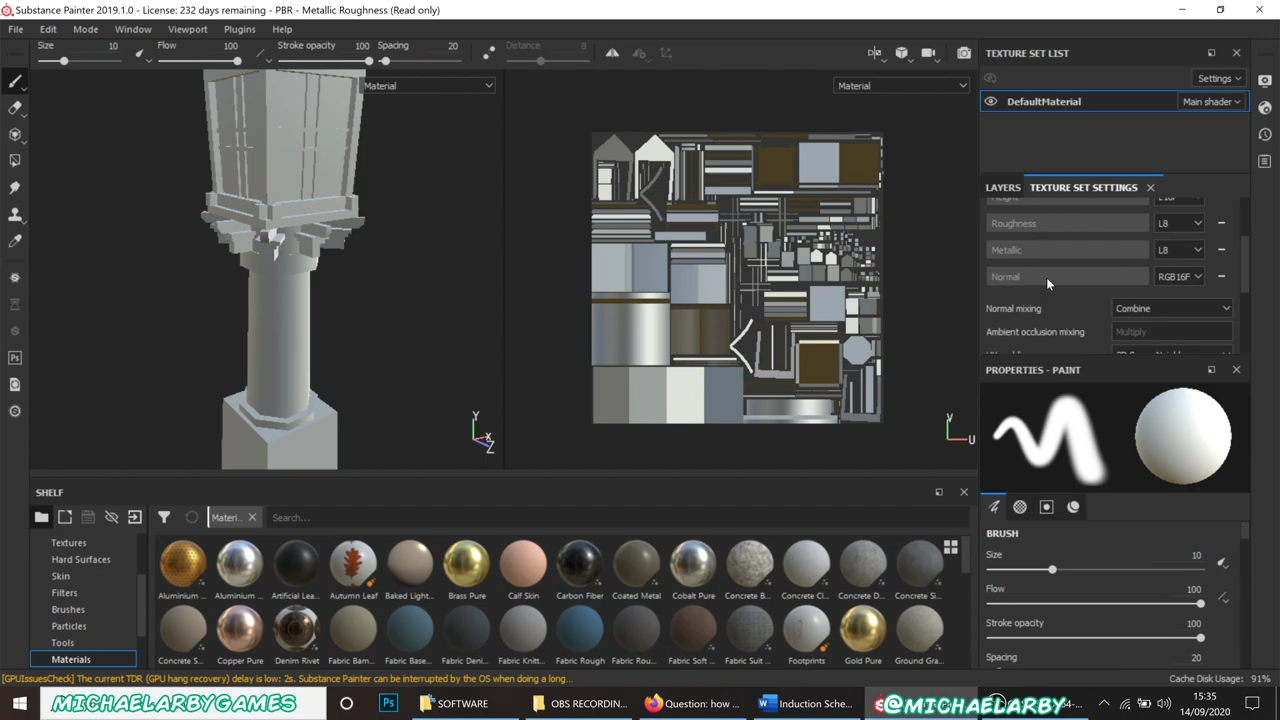 Substance Painter 2019.1.0 - License: 232 days remaining - PBR - Metallic Roughness (Read only)
File Edit Mode Window Viewport Plugins Help
Size 10 Flow 100 Stroke opacity 100 Spacing 20 Distance 8
Material
Material
Y
X
Z
V
U
TEXTURE SET LIST
Settings
DefaultMaterial Main shader
LAYERS TEXTURE SET SETTINGS
Roughness L8
Metallic L8
Normal RGB16F
Normal mixing Combine
Ambient occlusion mixing Multiply
PROPERTIES - PAINT
BRUSH
Size 10
Flow 100
Stroke opacity 100
Spacing 20
SHELF
Materi... Search...
Textures
Hard Surfaces
Skin
Filters
Brushes
Particles
Tools
Materials
Aluminium ... Aluminium ... Artificial Lea... Autumn Leaf Baked Light... Brass Pure Calf Skin Carbon Fiber Coated Metal Cobalt Pure Concrete B... Concrete Cl... Concrete D... Concrete Si...
Concrete S... Copper Pure Denim Rivet Fabric Bam... Fabric Base... Fabric Deni... Fabric Knitt... Fabric Rough Fabric Rou... Fabric Soft ... Fabric Suit ... Footprints Gold Pure Ground Gra...
[GPUIssuesCheck] The current TDR (GPU hang recovery) delay is low: 2s. Substance Painter can be interrupted by the OS when doing a long...
Cache Disk Usage: 91%
MICHAELARBYGAMES
Ps
SOFTWARE
OBS RECORDING...
Question: how ...
Induction Sche...
@MICHAELARBY
15:35
14/09/2020